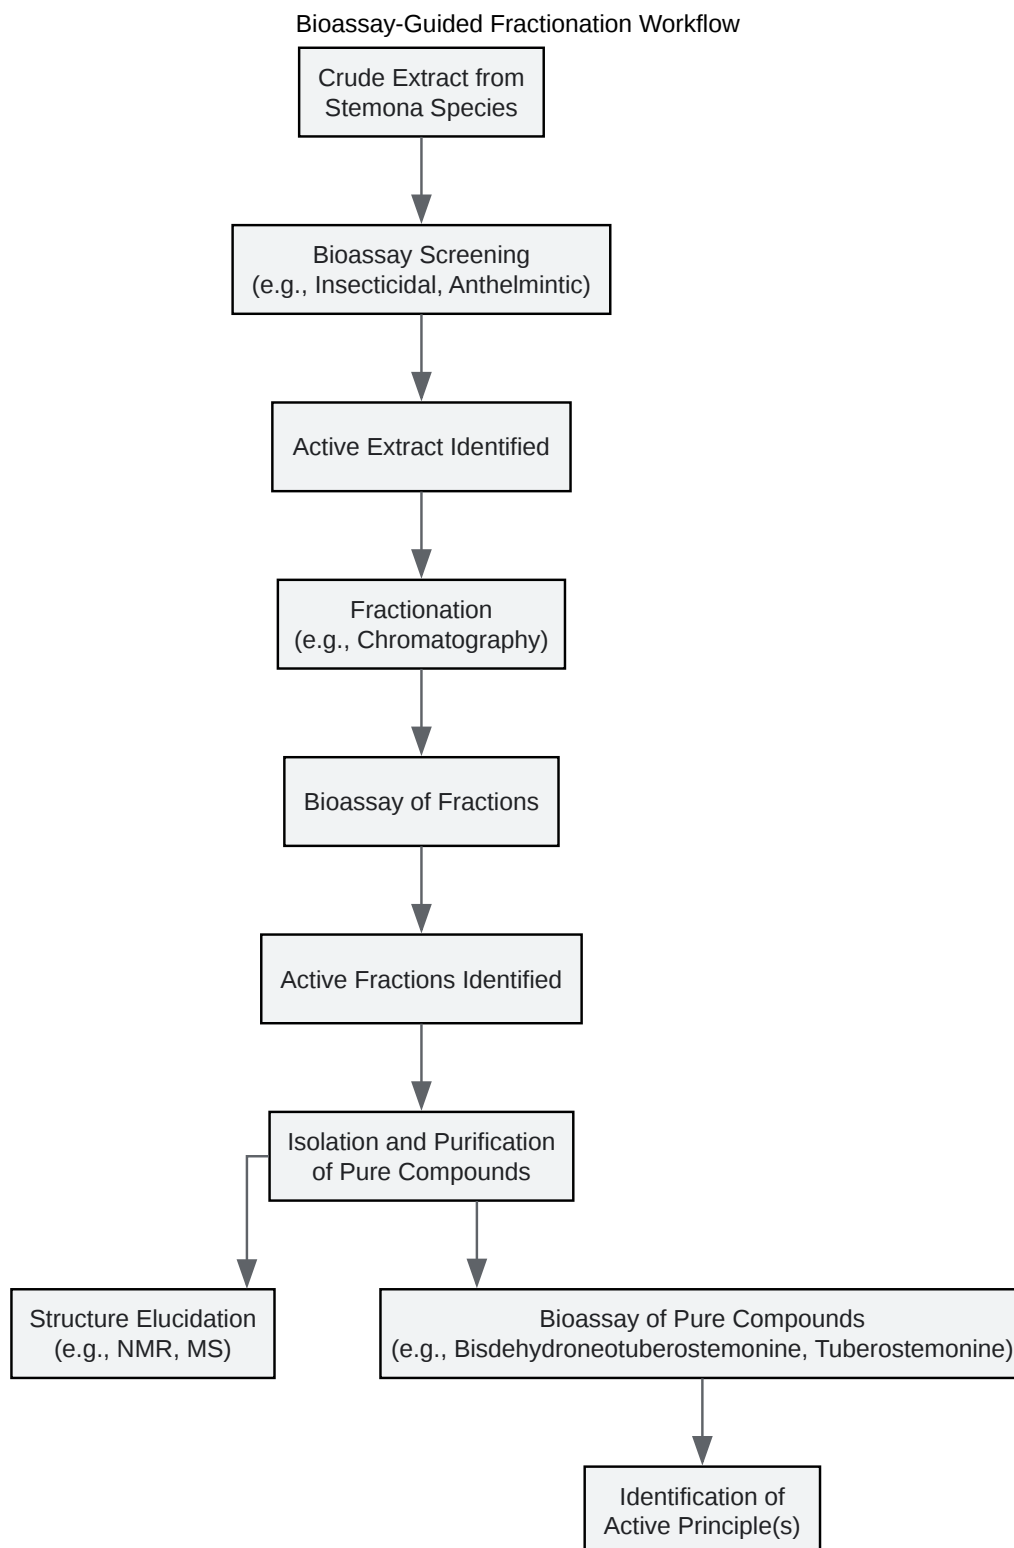 Bioassay-Guided Fractionation Workflow
Crude Extract from
Stemona Species
Bioassay Screening
(e.g., Insecticidal, Anthelmintic)
Active Extract Identified
Fractionation
(e.g., Chromatography)
Bioassay of Fractions
Active Fractions Identified
Isolation and Purification
of Pure Compounds
Structure Elucidation
(e.g., NMR, MS)
Bioassay of Pure Compounds
(e.g., Bisdehydroneotuberostemonine, Tuberostemonine)
Identification of
Active Principle(s)